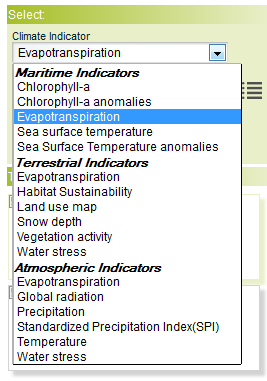 Select
Climate Indicator
Evapotranspiration
Maritime Indicators
Chlorophyll-a
Chlorophyll-a anomalies
Evapotranspiration
Sea surface temperature
Sea Surface Temperature anomalies
Terrestrial Indicators
Evapotranspiration
Habitat Sustainability
Land use map
Snow depth
Vegetation activity
Water stress
Atmospheric Indicators
Evapotranspiration
Global radiation
Precipitation
Standardized Precipitation Index(SPI)
Temperature
Water stress